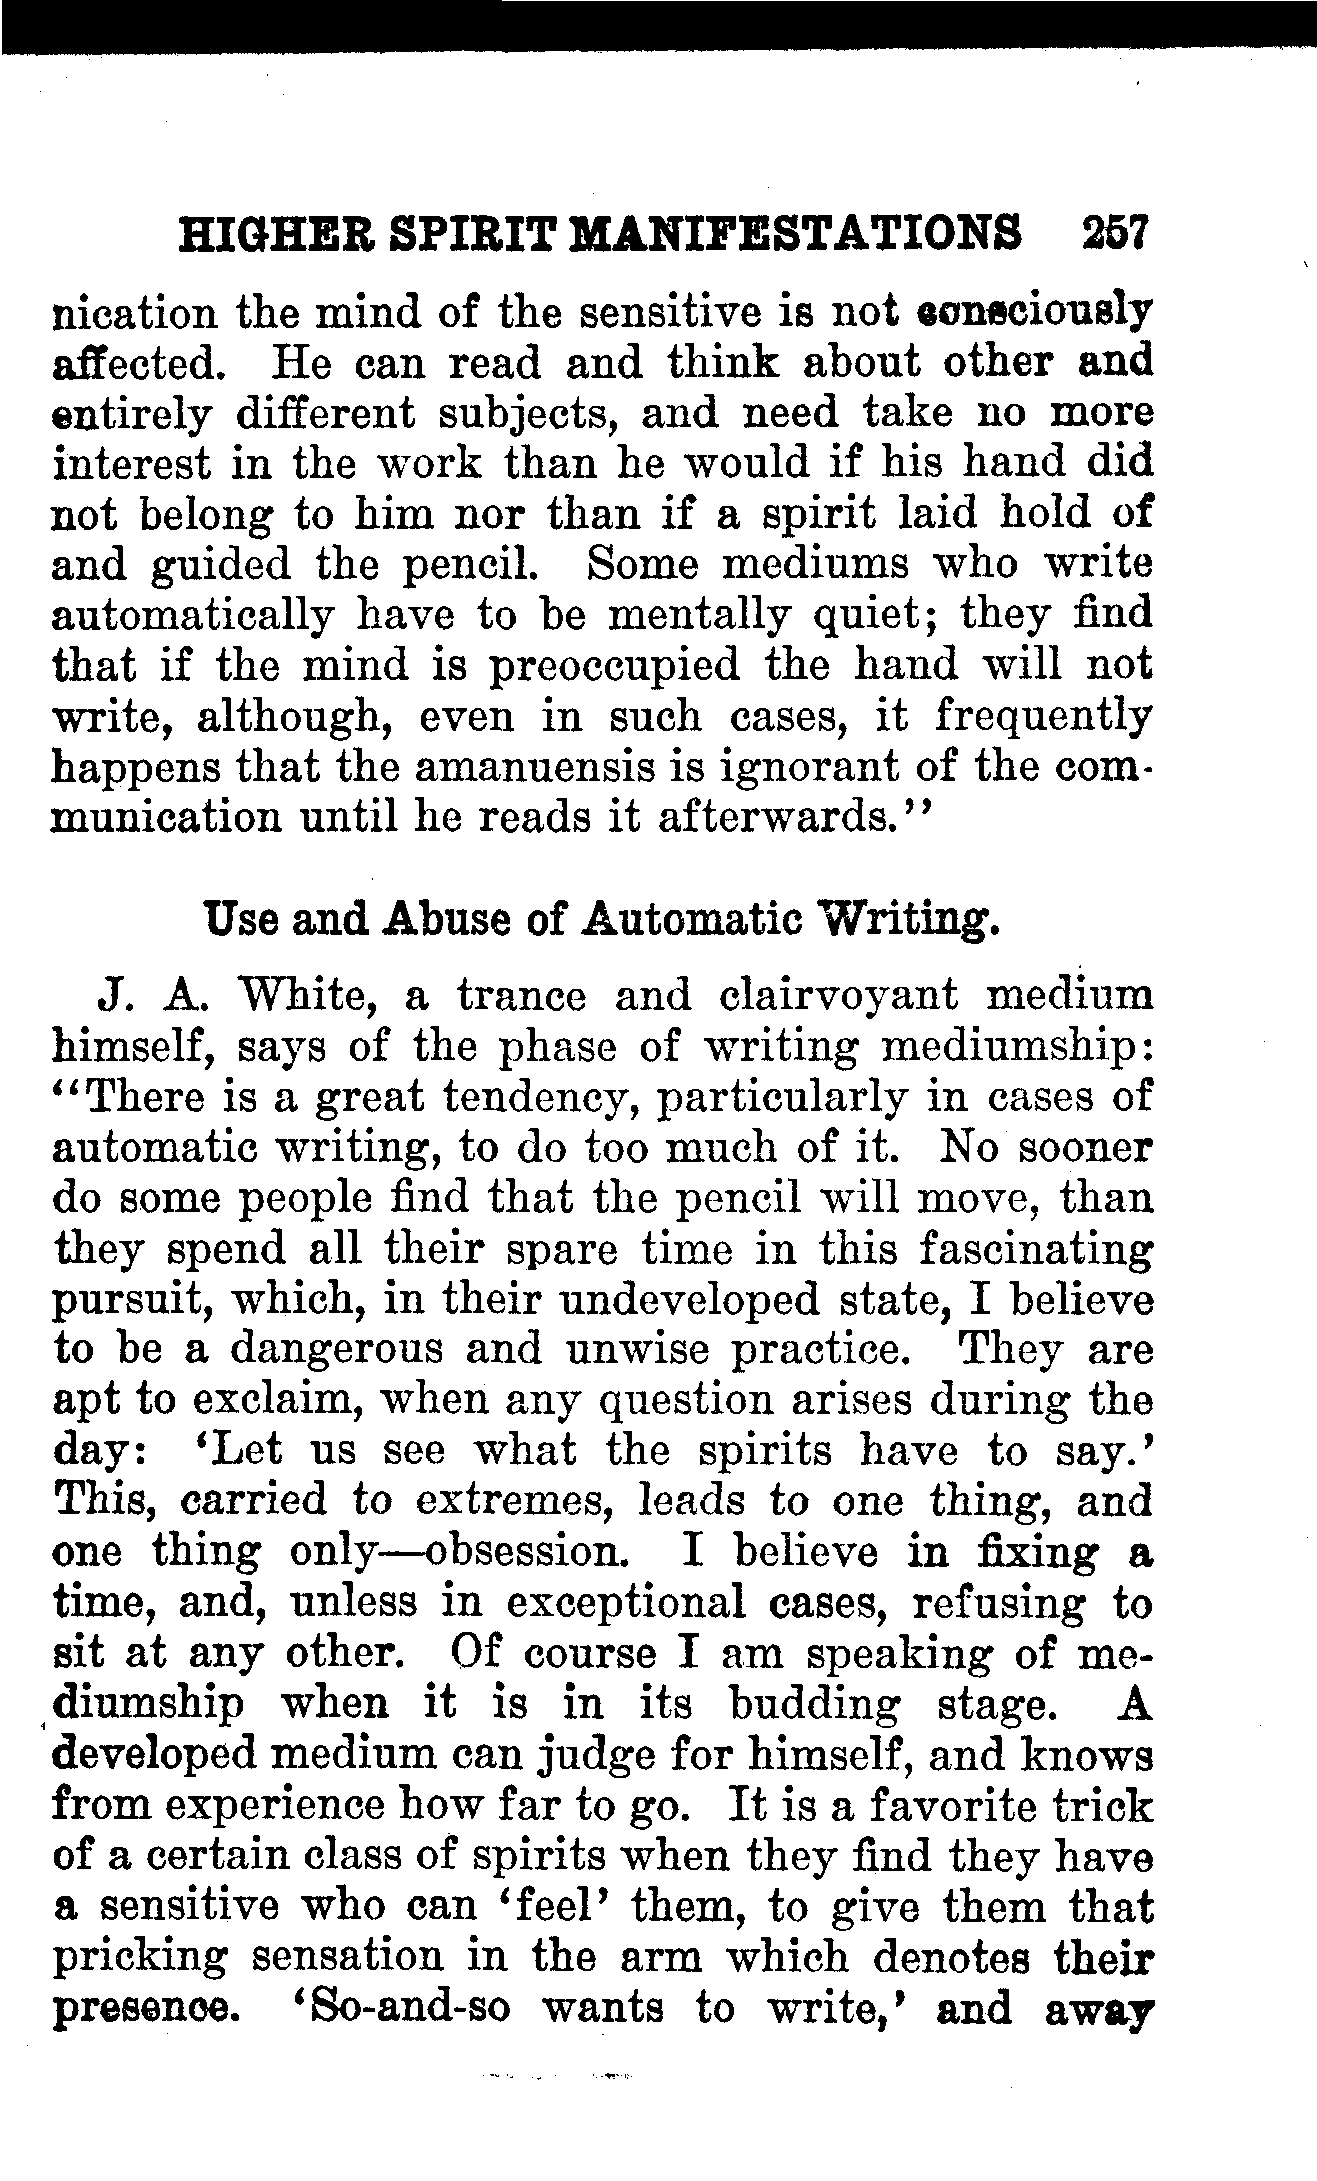 HIGHER SPIRIT MANIFESTATIONS 257
nication the mind of the sensitive is not consciously
affected. He can read and think about other and
entirely different subjects, and need take no more
interest in the work than he would if his hand did
not belong to him nor than if a spirit laid hold of
and guided the pencil. Some mediums who write
automatically have to be mentally quiet; they find
that if the mind is preoccupied the hand will not
write, although, even in such cases, it frequently
happens that the amanuensis is ignorant of the com-
munication until he reads it afterwards.''
Use and Abuse of Automatic Writing.
J. A. White, a trance and clairvoyant medium
himself, says of the phase of writing mediumship:
‘‘There is a great tendency, particularly in cases of
automatic writing, to do too much of it. No sooner
do some people find that the pencil will move, than
they spend all their spare time in this fascinating
pursuit, which, in their undeveloped state, I believe
to be a dangerous and unwise practice. They are
apt to exclaim, when any question arises during the
day: ‘Let us see what the spirits have to say.’
This, carried to extremes, leads to one thing, and
one thing only—obsession. I believe in fixing a
time, and, unless in exceptional cases, refusing to
sit at any other. Of course I am speaking of me-
diumship when it is in its budding stage. A
developed medium can judge for himself, and knows
from experience how far to go. It is a favorite trick
of a certain class of spirits when they find they have
a sensitive who can ‘feel’ them, to give them that
pricking sensation in the arm which denotes their
presence. ‘So-and-so wants to write,’ and away